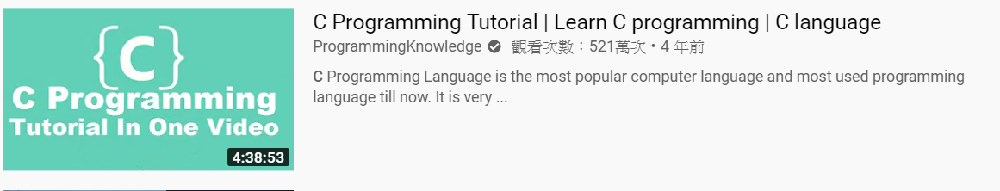 {C}
C Programming
Tutorial In One Video
4:38:53
C Programming Tutorial | Learn C programming | C language
ProgrammingKnowledge 觀看次數：521萬次 • 4 年前
C Programming Language is the most popular computer language and most used programming
language till now. It is very ...